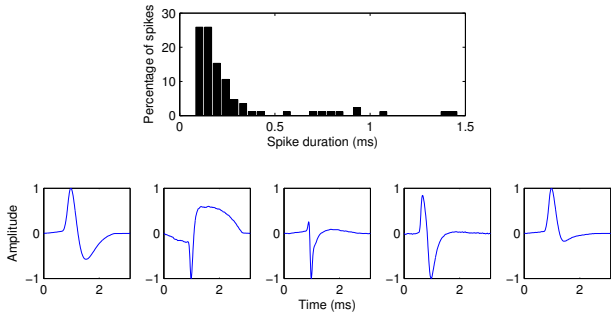 Percentage of spikes
30
20
10
0
0 0.5 1 1.5
Spike duration (ms)
Amplitude
1 1 1 1 1
0 0 0 0 0
−1 −1 −1 −1 −1
0 2 0 2 0 2 0 2 0 2
Time (ms)